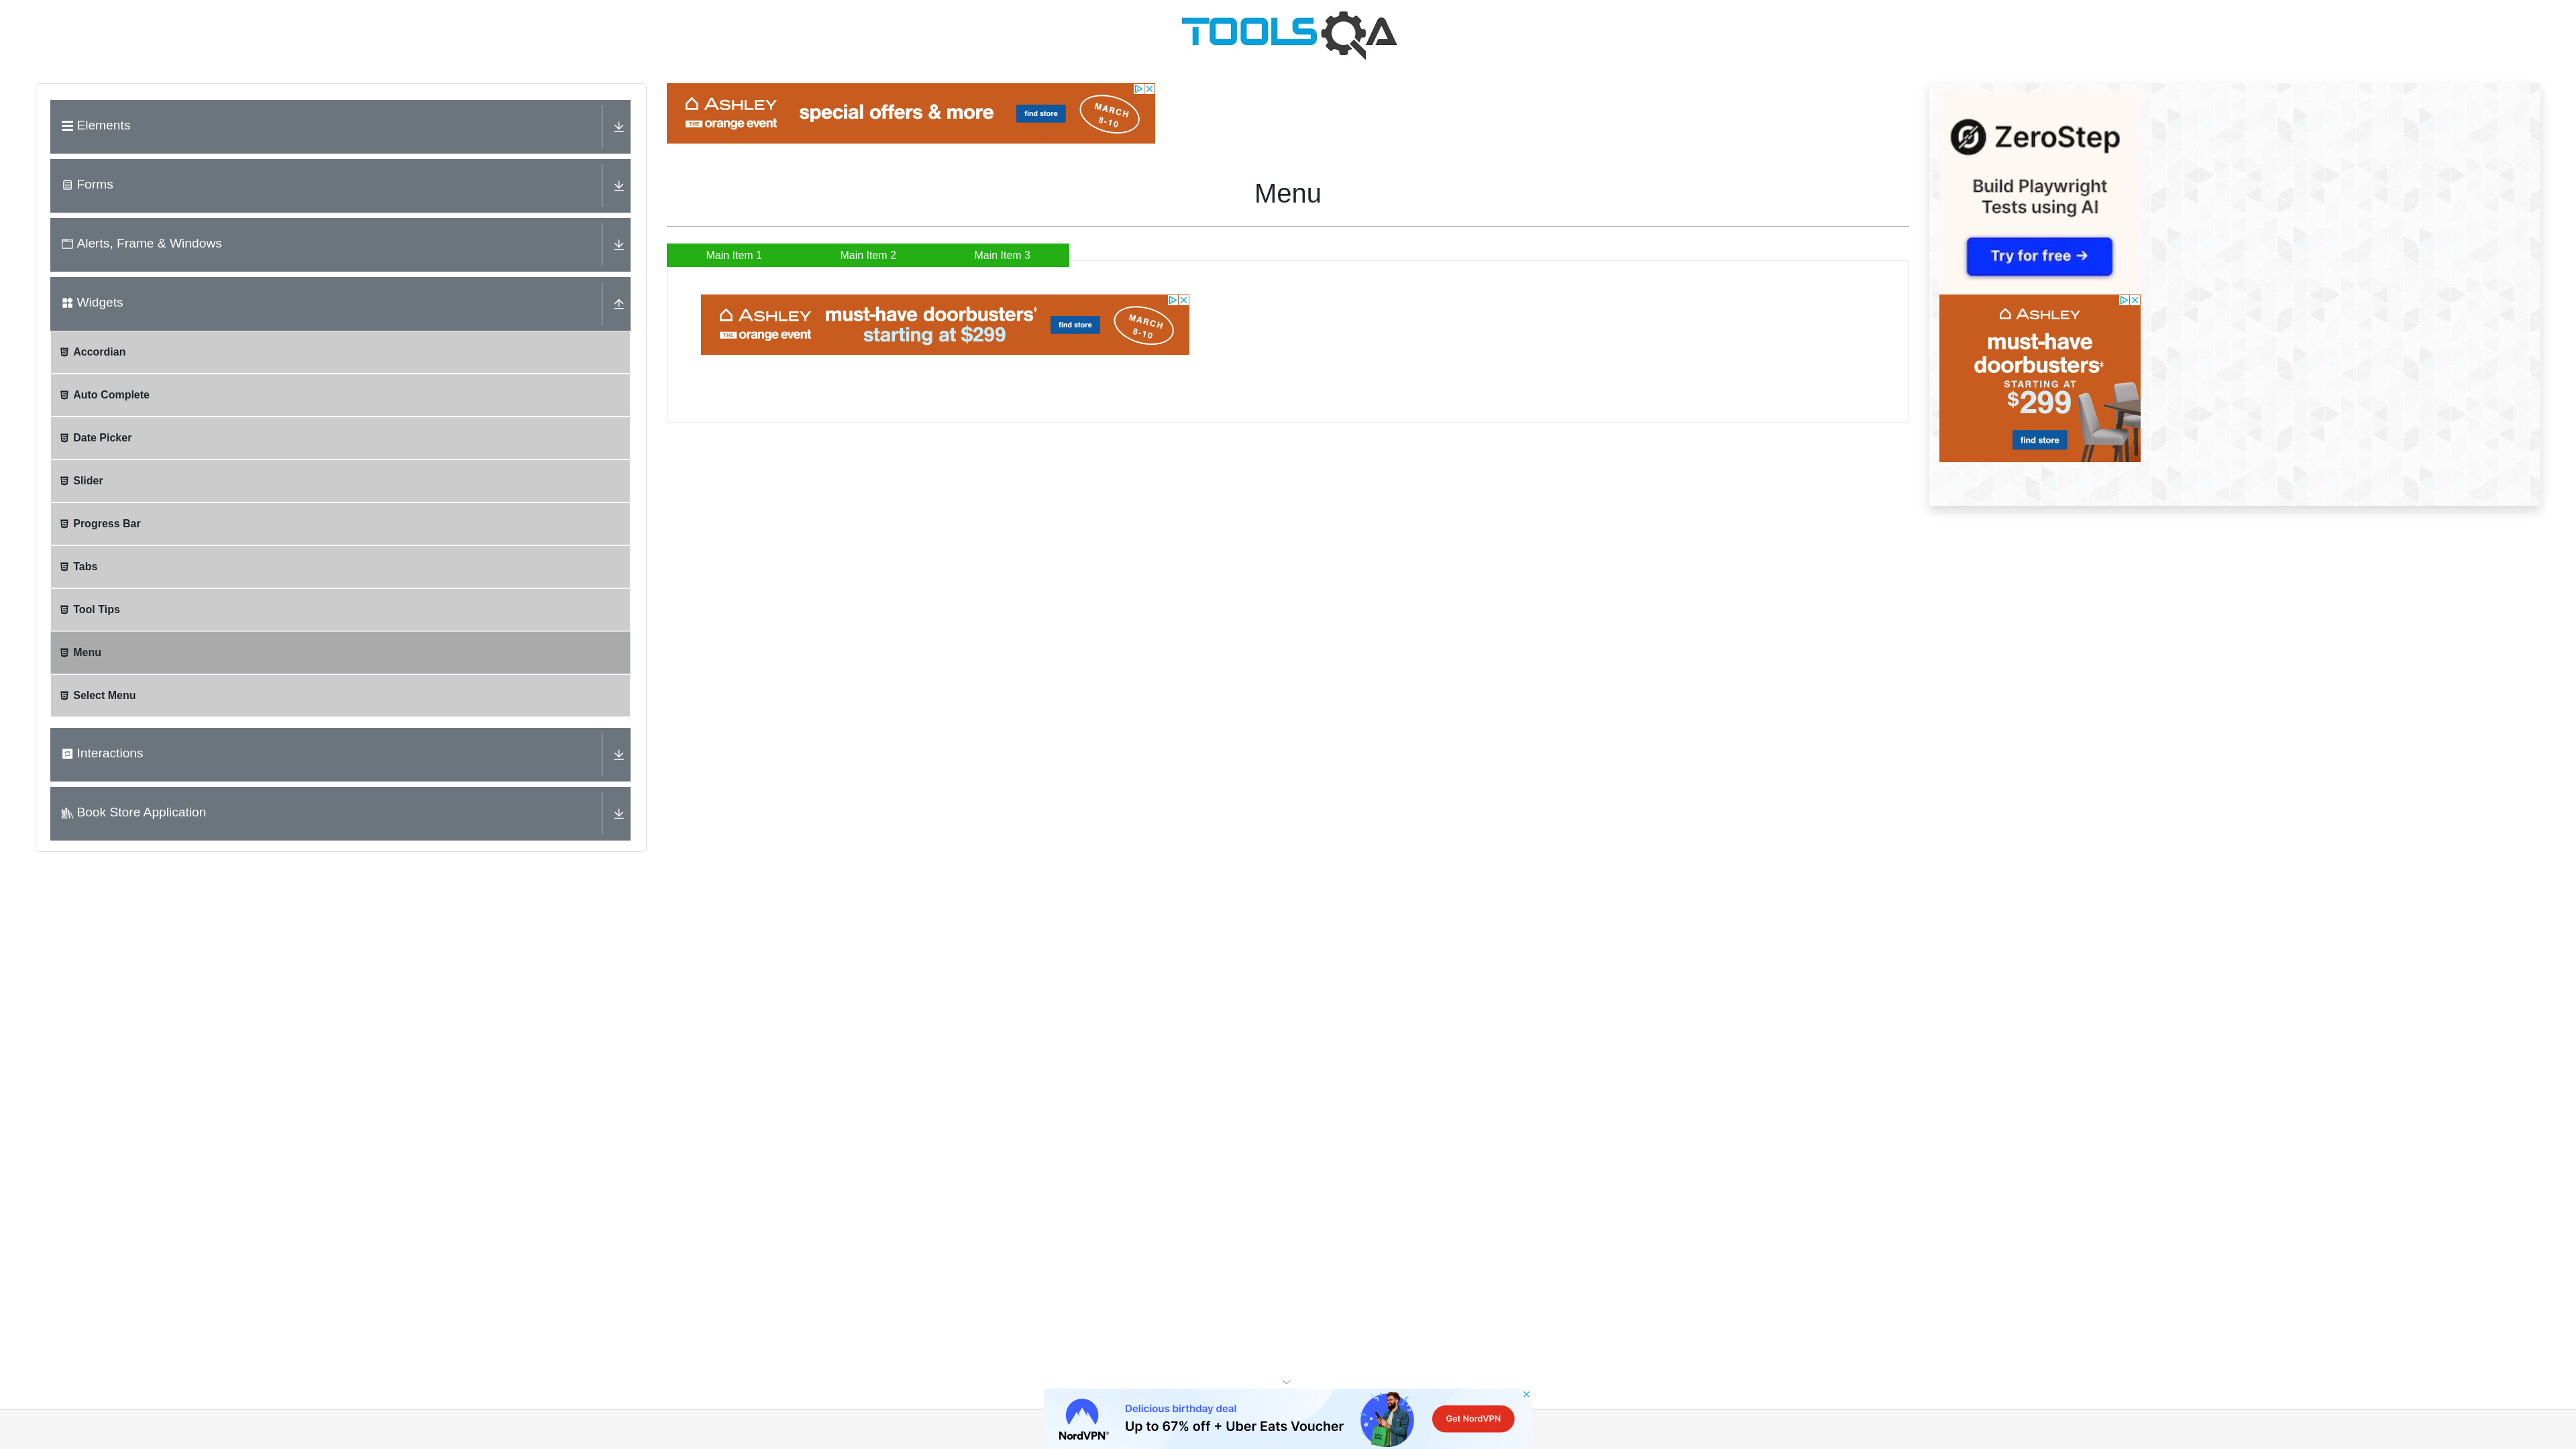 TOOLSQA
Elements
Forms
Alerts, Frame & Windows
Widgets
Accordian
Auto Complete
Date Picker
Slider
Progress Bar
Tabs
Tool Tips
Menu
Select Menu
Interactions
Book Store Application
ASHLEY
THE orange event
special offers & more
find store
MARCH
8-10
Menu
Main Item 1
Main Item 2
Main Item 3
ASHLEY
THE orange event
must-have doorbusters‡
starting at $299
find store
MARCH
8-10
ZeroStep
Build Playwright
Tests using AI
Try for free →
ASHLEY
must-have
doorbusters‡
STARTING AT
$299
find store
NordVPN®
Delicious birthday deal
Up to 67% off + Uber Eats Voucher
Get NordVPN